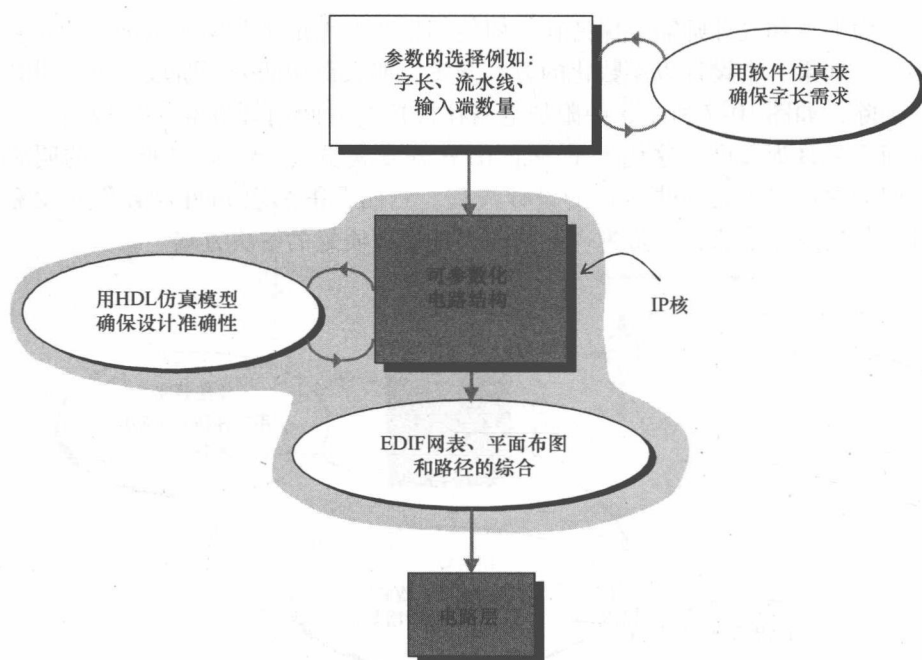 参数的选择例如:
字长、流水线、
输入端数量
用软件仿真来
确保字长需求
可参数化
电路结构
IP核
用HDL仿真模型
确保设计准确性
EDIF网表、平面布图
和路径的综合
电路层